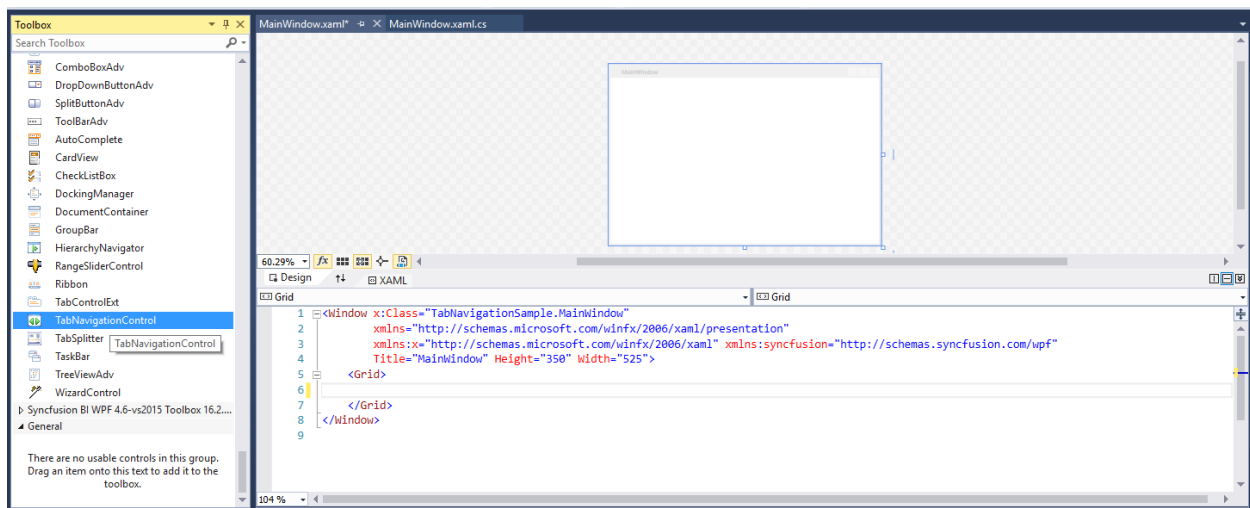 Toolbox
Search Toolbox
ComboBoxAdv
DropDownButtonAdv
SplitButtonAdv
ToolBarAdv
AutoComplete
CardView
CheckListBox
DockingManager
DocumentContainer
GroupBar
HierarchyNavigator
RangeSliderControl
Ribbon
TabControlExt
TabNavigationControl
TabSplitter
TabNavigationControl
TaskBar
TreeViewAdv
WizardControl
Syncfusion BI WPF 4.6-vs2015 Toolbox 16.2....
General
There are no usable controls in this group.
Drag an item onto this text to add it to the
toolbox.
MainWindow.xaml* MainWindow.xaml.cs
MainWindow
60.29% fx
Design XAML
Grid Grid
1 <Window x:Class="TabNavigationSample.MainWindow"
2 xmlns="http://schemas.microsoft.com/winfx/2006/xaml/presentation"
3 xmlns:x="http://schemas.microsoft.com/winfx/2006/xaml" xmlns:syncfusion="http://schemas.syncfusion.com/wpf"
4 Title="MainWindow" Height="350" Width="525">
5 <Grid>
6
7 </Grid>
8 </Window>
9
104 %